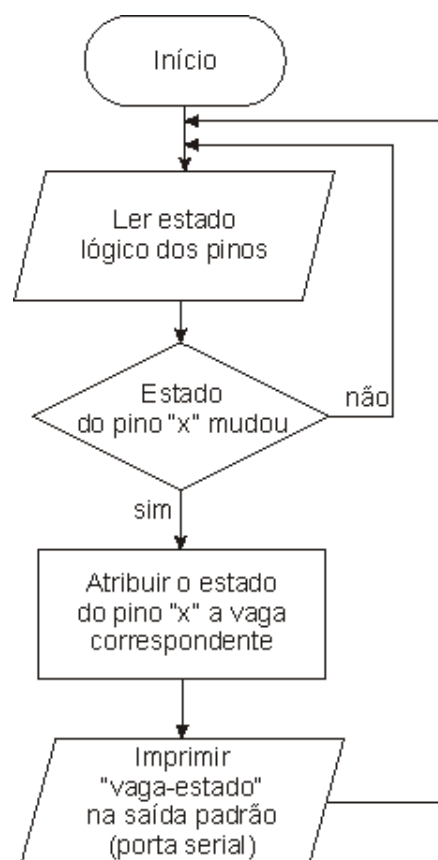 Início
Ler estado
lógico dos pinos
Estado
do pino "x" mudou
não
sim
Atribuir o estado
do pino "x" a vaga
correspondente
Imprimir
"vaga-estado"
na saída padrão
(porta serial)